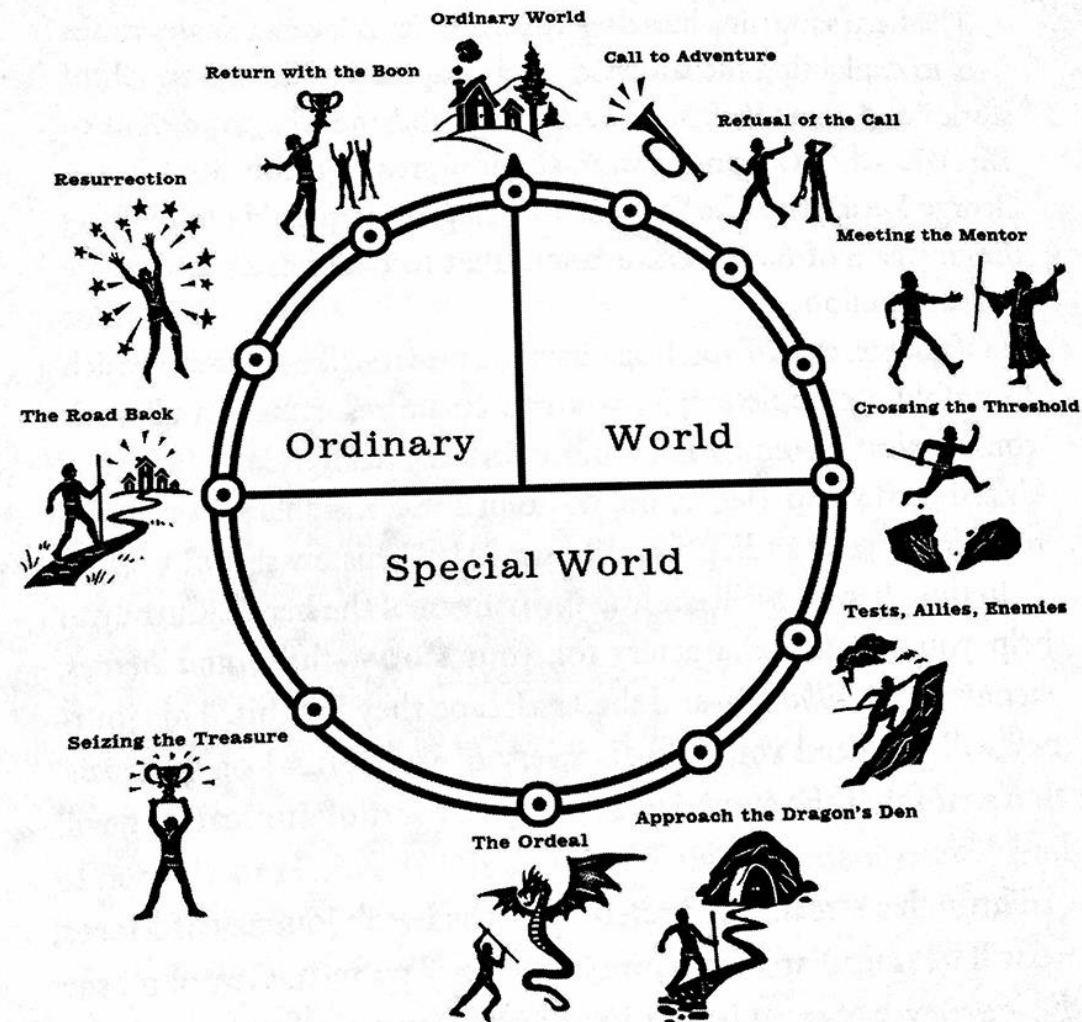 Ordinary World
Call to Adventure
Return with the Boon
Refusal of the Call
Resurrection
Meeting the Mentor
The Road Back
Crossing the Threshold
Ordinary World
Special World
Tests, Allies, Enemies
Seizing the Treasure
Approach the Dragon's Den
The Ordeal